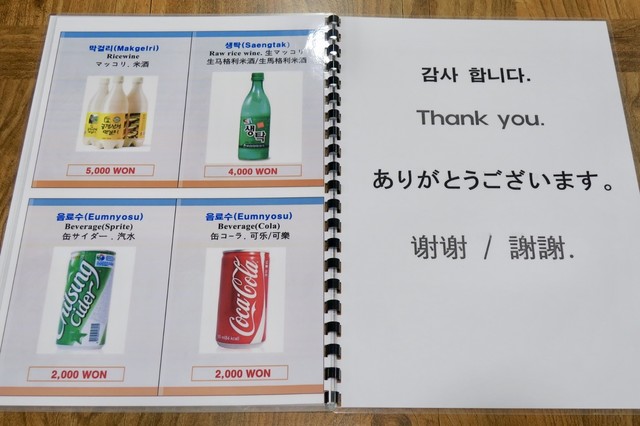 막걸리(Makgelri)
Ricewine
マッコリ, 米酒
5,000 WON
생탁(Saengtak)
Raw rice wine, 生マッコリ
生马格利米酒/生馬格利米酒
생탁
4,000 WON
음료수(Eumnyosu)
Beverage(Sprite)
缶サイダー, 汽水
Chilsung
Cider
2,000 WON
음료수(Eumnyosu)
Beverage(Cola)
缶コーラ, 可乐/可樂
Coca-Cola
2,000 WON
감사 합니다.
Thank you.
ありがとうございます。
谢谢 / 謝謝.